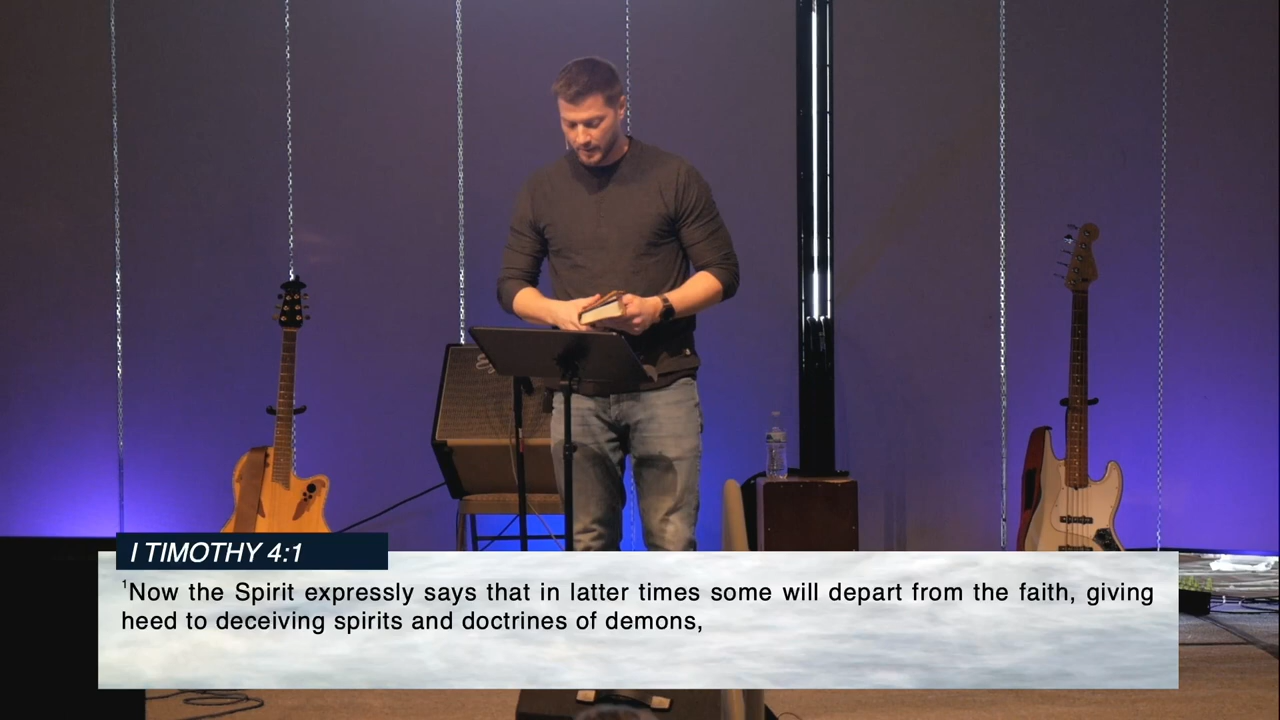 I TIMOTHY 4:1
¹Now the Spirit expressly says that in latter times some will depart from the faith, giving
heed to deceiving spirits and doctrines of demons,